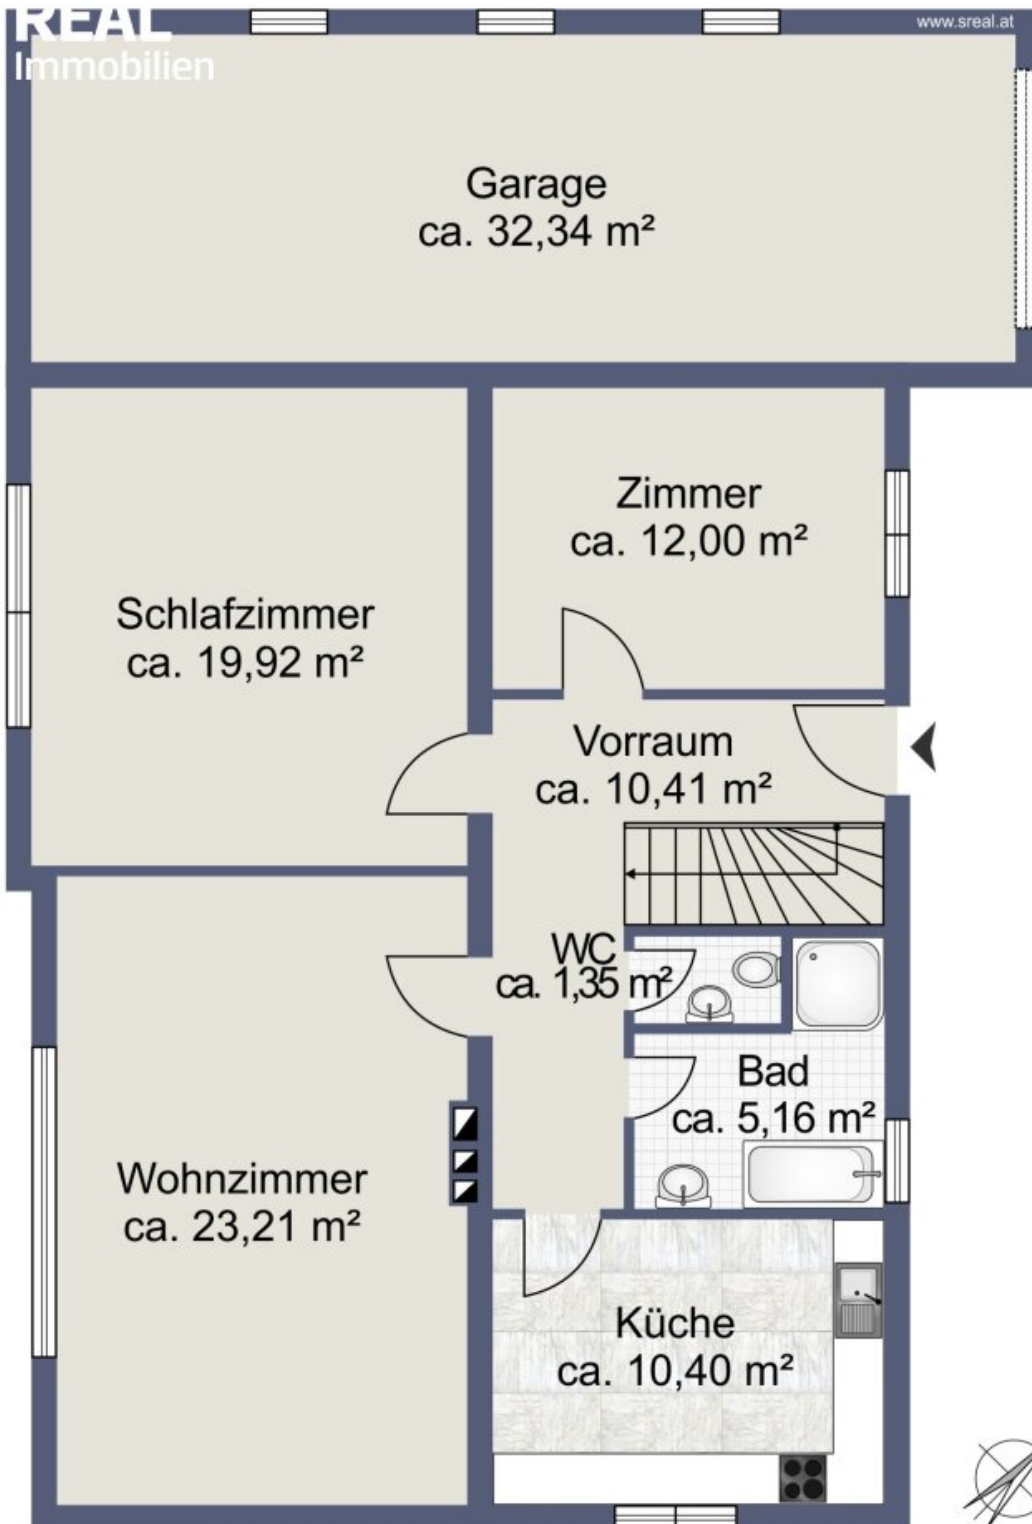 REAL
Immobilien
www.sreal.at
Garage
ca. 32,34 m²
Zimmer
ca. 12,00 m²
Schlafzimmer
ca. 19,92 m²
Vorraum
ca. 10,41 m²
WC
ca. 1,35 m²
Bad
ca. 5,16 m²
Wohnzimmer
ca. 23,21 m²
Küche
ca. 10,40 m²